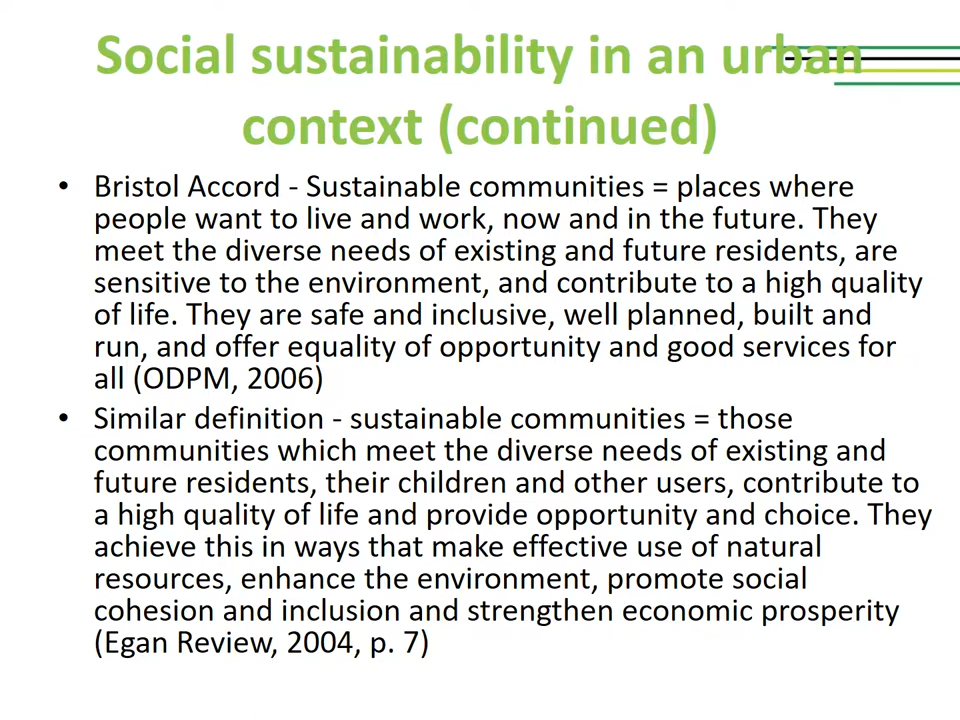 Social sustainability in an urban
context (continued)
• Bristol Accord - Sustainable communities = places where
people want to live and work, now and in the future. They
meet the diverse needs of existing and future residents, are
sensitive to the environment, and contribute to a high quality
of life. They are safe and inclusive, well planned, built and
run, and offer equality of opportunity and good services for
all (ODPM, 2006)
• Similar definition - sustainable communities = those
communities which meet the diverse needs of existing and
future residents, their children and other users, contribute to
a high quality of life and provide opportunity and choice. They
achieve this in ways that make effective use of natural
resources, enhance the environment, promote social
cohesion and inclusion and strengthen economic prosperity
(Egan Review, 2004, p. 7)